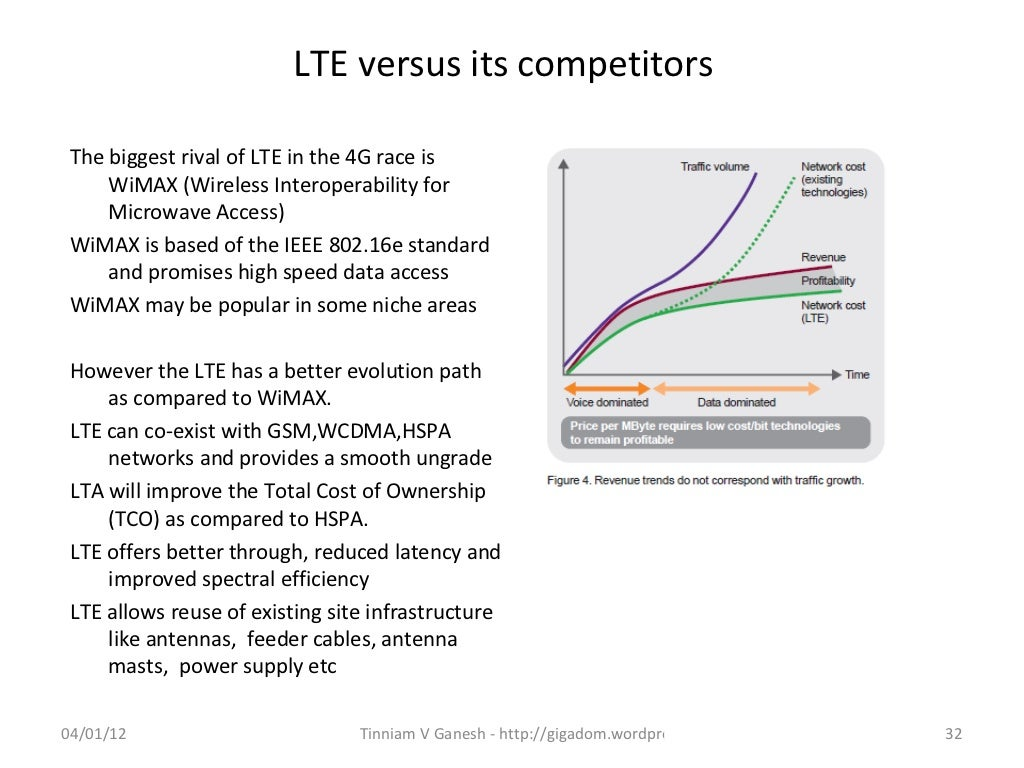 LTE versus its competitors
The biggest rival of LTE in the 4G race is
WiMAX (Wireless Interoperability for
Microwave Access)
WiMAX is based of the IEEE 802.16e standard
and promises high speed data access
WiMAX may be popular in some niche areas
However the LTE has a better evolution path
as compared to WiMAX.
LTE can co-exist with GSM,WCDMA,HSPA
networks and provides a smooth ungrade
LTA will improve the Total Cost of Ownership
(TCO) as compared to HSPA.
LTE offers better through, reduced latency and
improved spectral efficiency
LTE allows reuse of existing site infrastructure
like antennas, feeder cables, antenna
masts, power supply etc
Traffic volume
Network cost
(existing
technologies)
Revenue
Profitability
Network cost
(LTE)
Time
Voice dominated
Data dominated
Price per MByte requires low cost/bit technologies
to remain profitable
Figure 4. Revenue trends do not correspond with traffic growth.
04/01/12
Tinniam V Ganesh - http://gigadom.wordpre
32